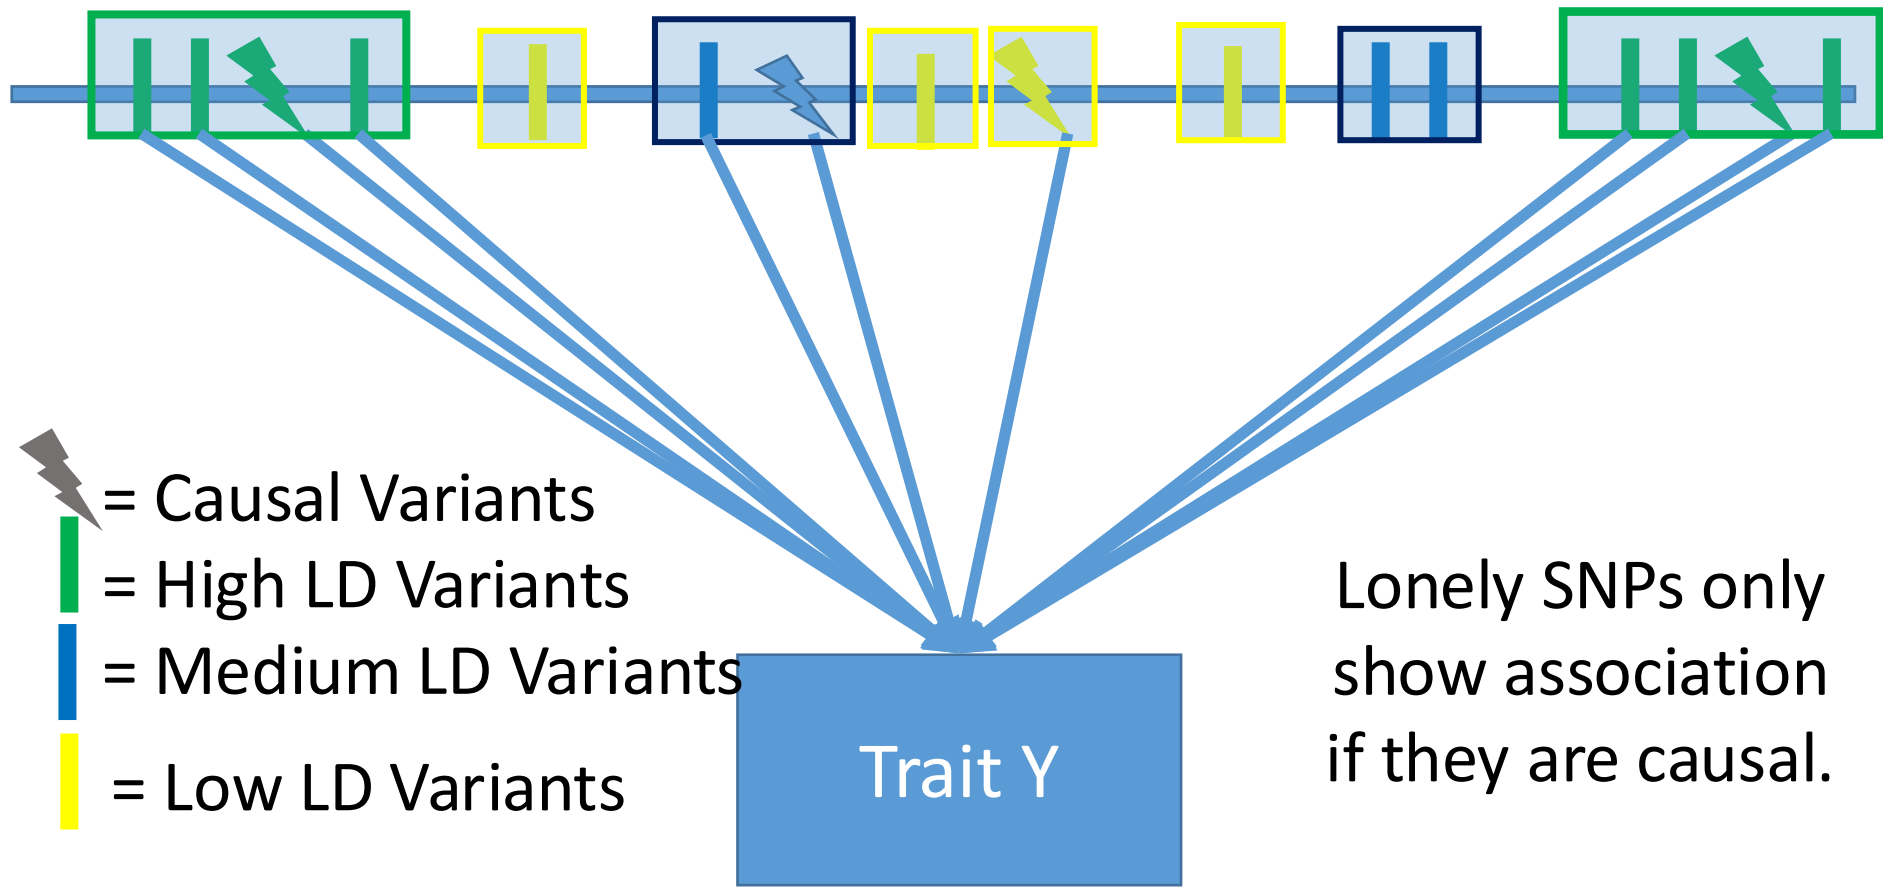 = Causal Variants
= High LD Variants
= Medium LD Variants
= Low LD Variants
Trait Y
Lonely SNPs only
show association
if they are causal.